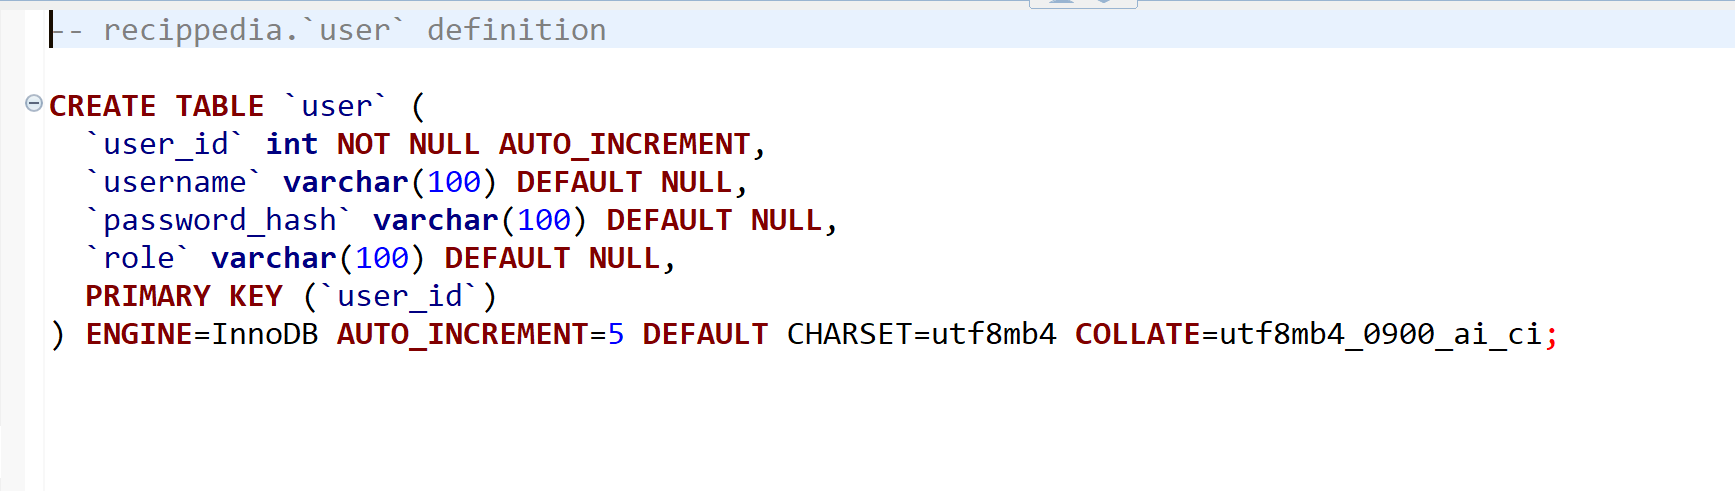 -- recippedia.`user` definition
CREATE TABLE `user` (
`user_id` int NOT NULL AUTO_INCREMENT,
`username` varchar(100) DEFAULT NULL,
`password_hash` varchar(100) DEFAULT NULL,
`role` varchar(100) DEFAULT NULL,
PRIMARY KEY (`user_id`)
) ENGINE=InnoDB AUTO_INCREMENT=5 DEFAULT CHARSET=utf8mb4 COLLATE=utf8mb4_0900_ai_ci;